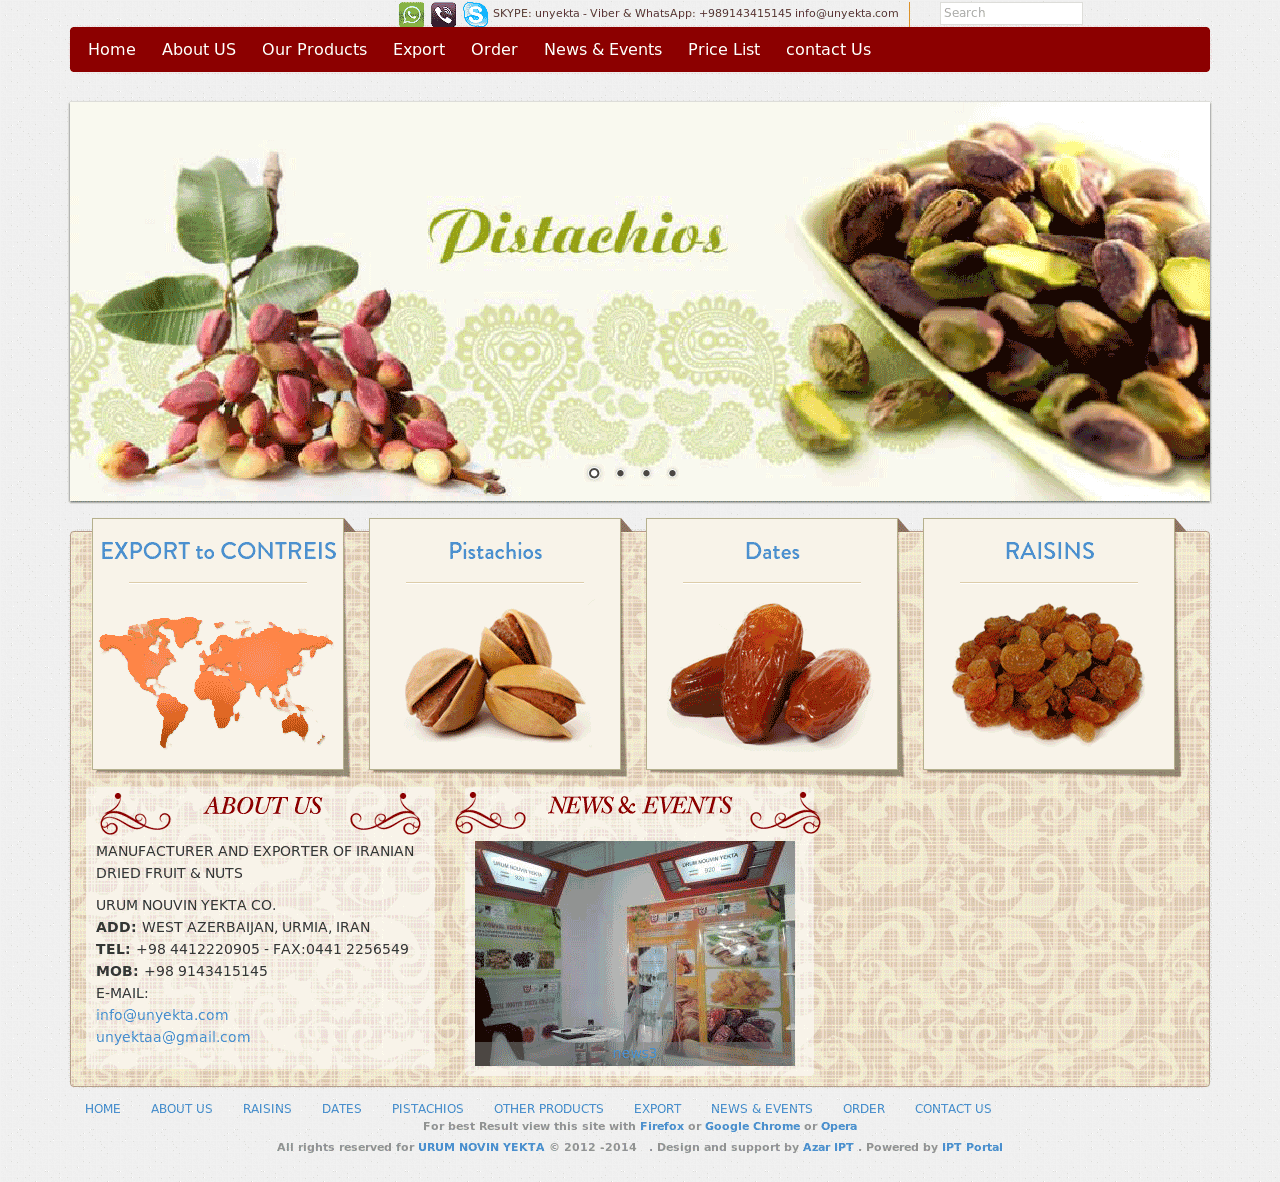 SKYPE: unyekta - Viber & WhatsApp: +989143415145 info@unyekta.com
Search
Home About US Our Products Export Order News & Events Price List contact Us
Pistachios
EXPORT to CONTREIS
Pistachios
Dates
RAISINS
ABOUT US
MANUFACTURER AND EXPORTER OF IRANIAN
DRIED FRUIT & NUTS
URUM NOUVIN YEKTA CO.
ADD: WEST AZERBAIJAN, URMIA, IRAN
TEL: +98 4412220905 - FAX:0441 2256549
MOB: +98 9143415145
E-MAIL:
info@unyekta.com
unyektaa@gmail.com
NEWS & EVENTS
URUM NOUVIN YEKTA
920
URUM NOUVIN YEKTA
920
HOME ABOUT US RAISINS DATES PISTACHIOS OTHER PRODUCTS EXPORT NEWS & EVENTS ORDER CONTACT US
For best Result view this site with Firefox or Google Chrome or Opera
All rights reserved for URUM NOVIN YEKTA © 2012 -2014 . Design and support by Azar IPT . Powered by IPT Portal